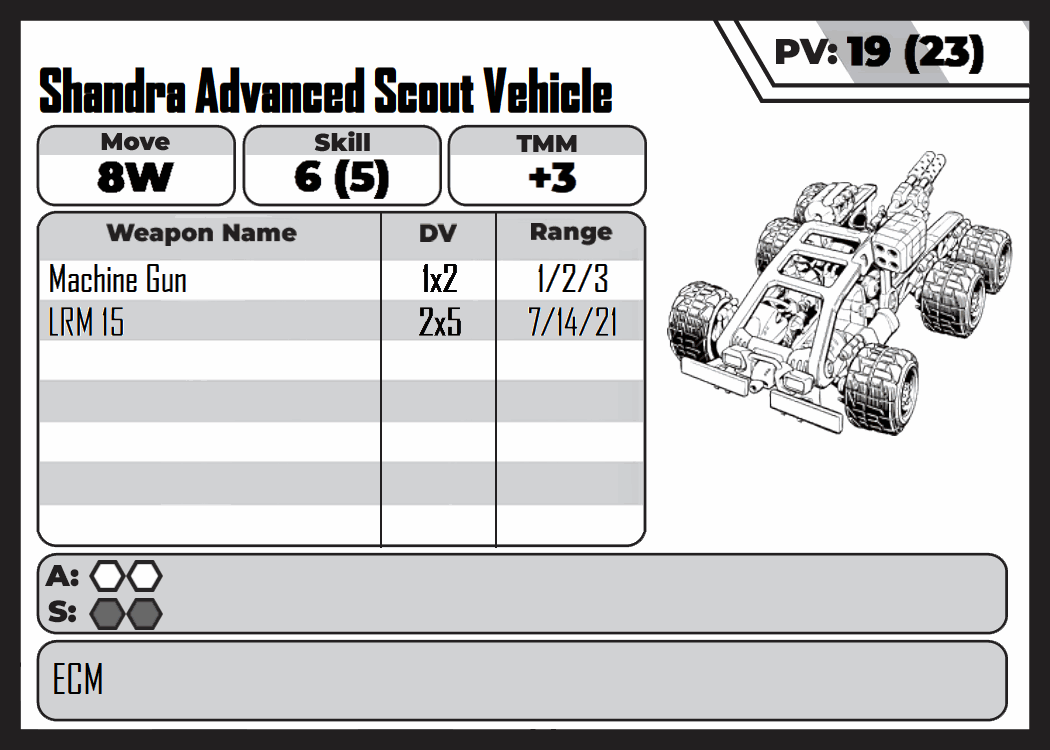 PV: 19 (23)
Shandra Advanced Scout Vehicle
Move Skill TMM
8W 6 (5) +3
Weapon Name DV Range
Machine Gun 1x2 1/2/3
LRM 15 2x5 7/14/21
A:
S:
ECM